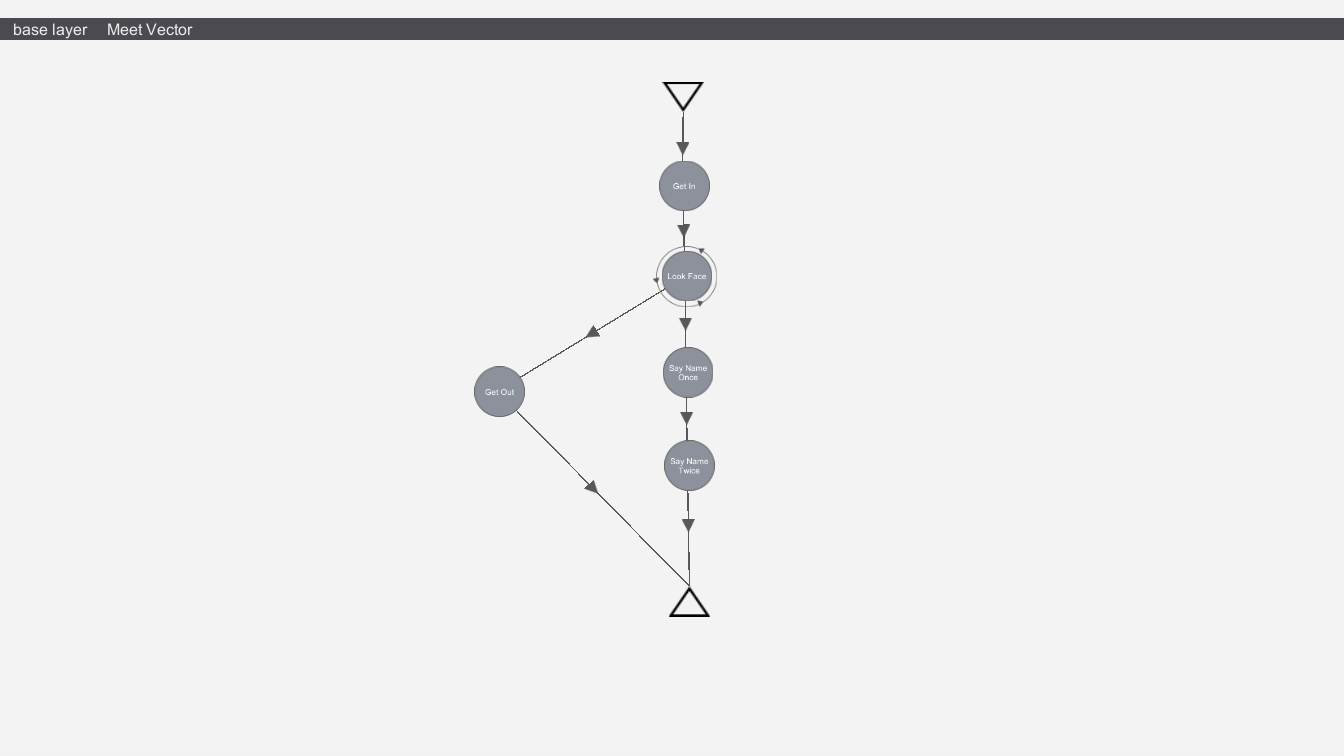 base layer Meet Vector
Get In
Look Face
Say Name
Once
Get Out
Say Name
Twice